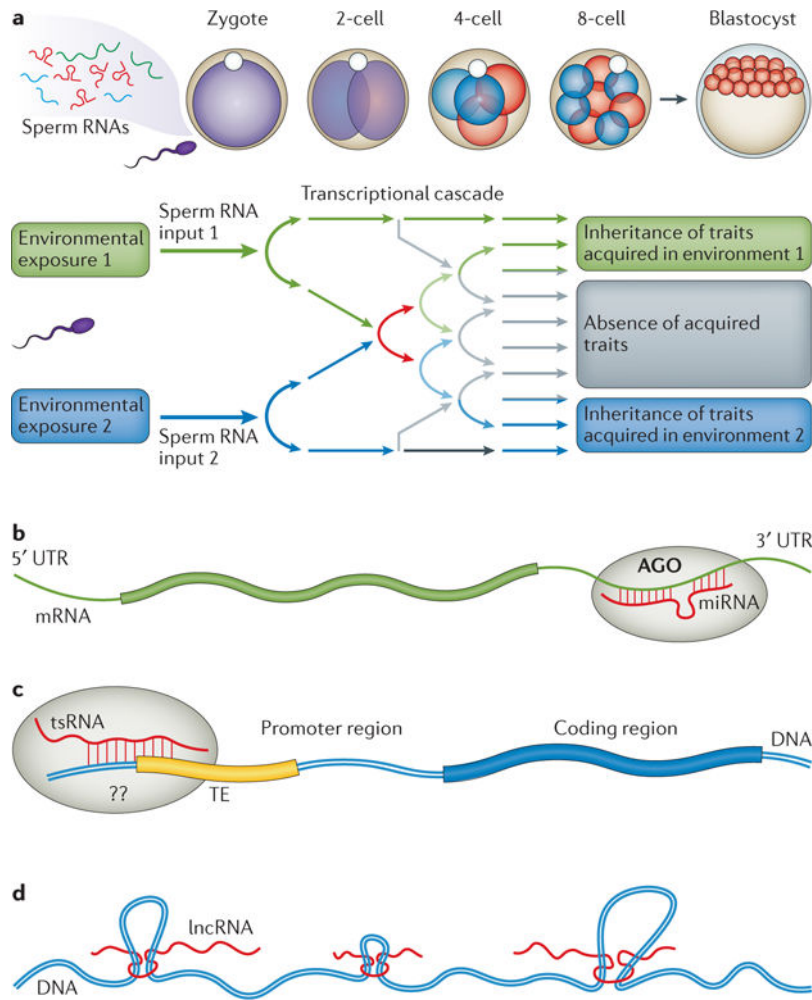 a
Zygote
2-cell
4-cell
8-cell
Blastocyst
Sperm RNAs
Transcriptional cascade
Environmental
exposure 1
Sperm RNA
input 1
Inheritance of traits
acquired in environment 1
Absence of acquired
traits
Environmental
exposure 2
Sperm RNA
input 2
Inheritance of traits
acquired in environment 2
b
5′ UTR
3′ UTR
AGO
mRNA
miRNA
c
tsRNA
Promoter region
Coding region
DNA
??
TE
d
lncRNA
DNA